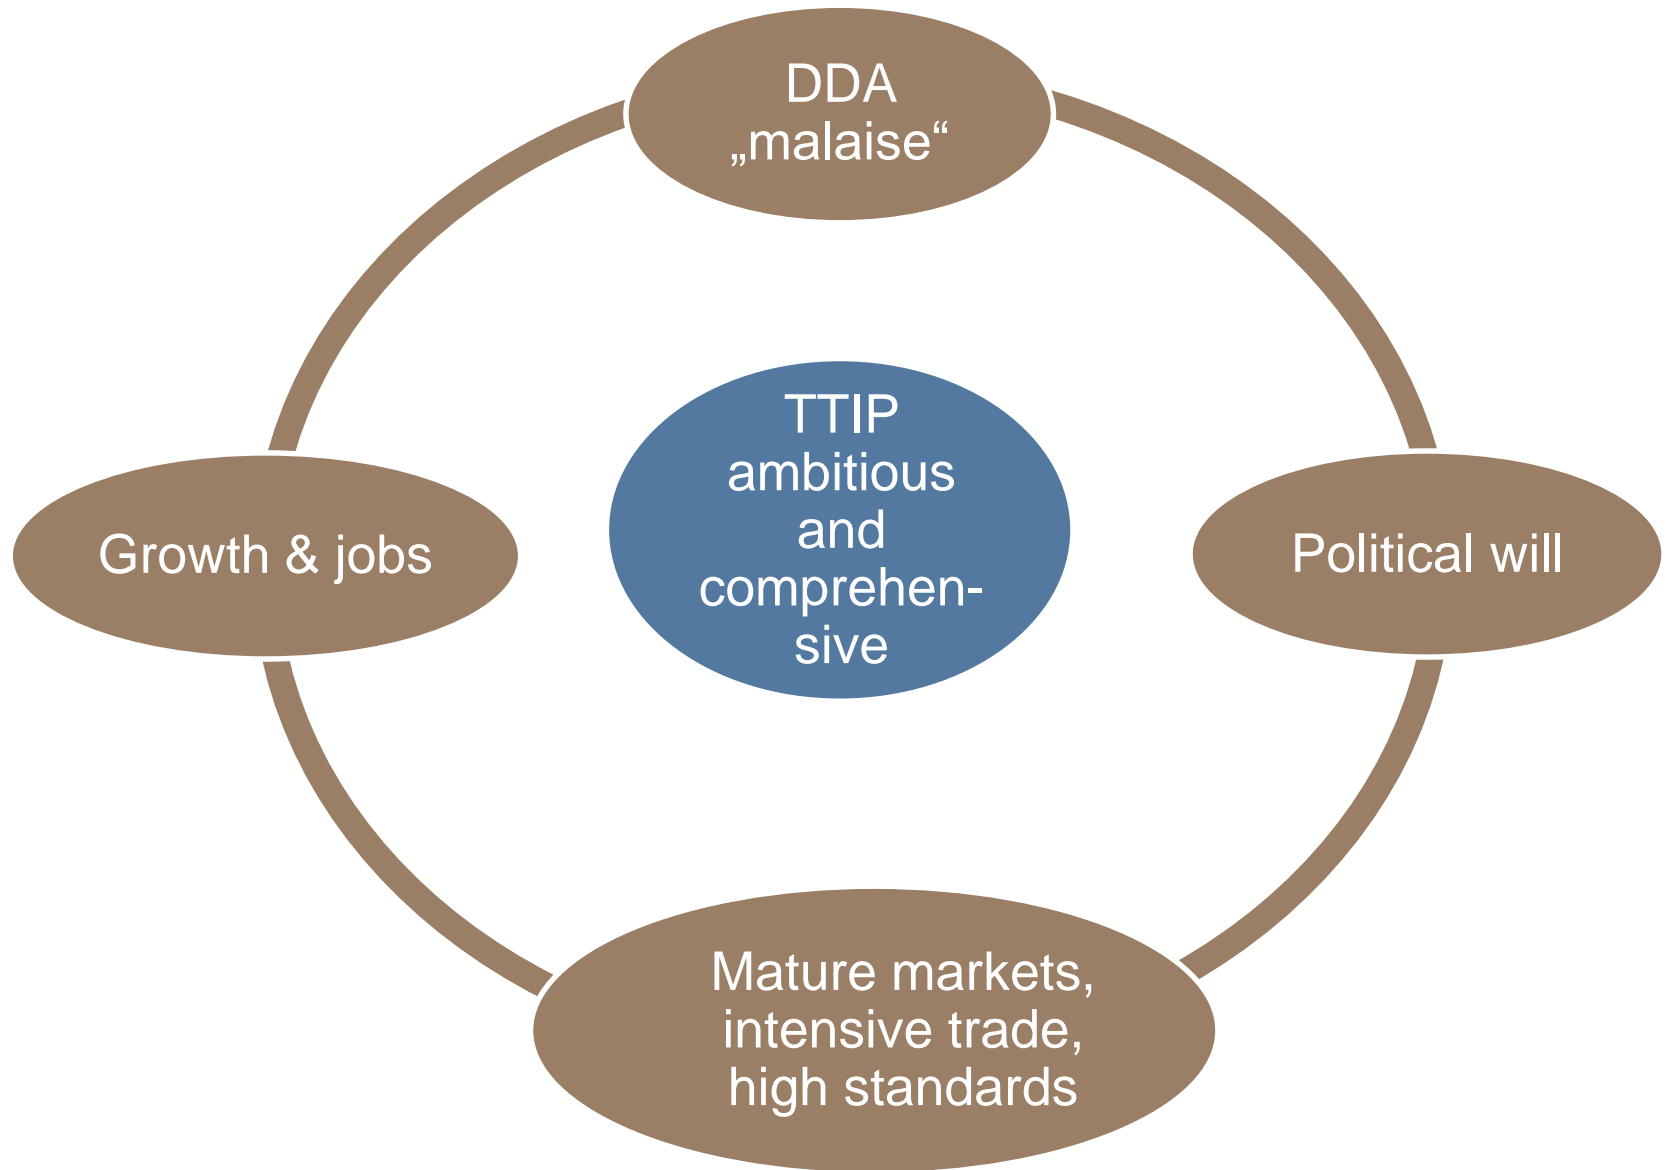 DDA
„malaise“
TTIP
ambitious
and
comprehen-
sive
Growth & jobs
Political will
Mature markets,
intensive trade,
high standards